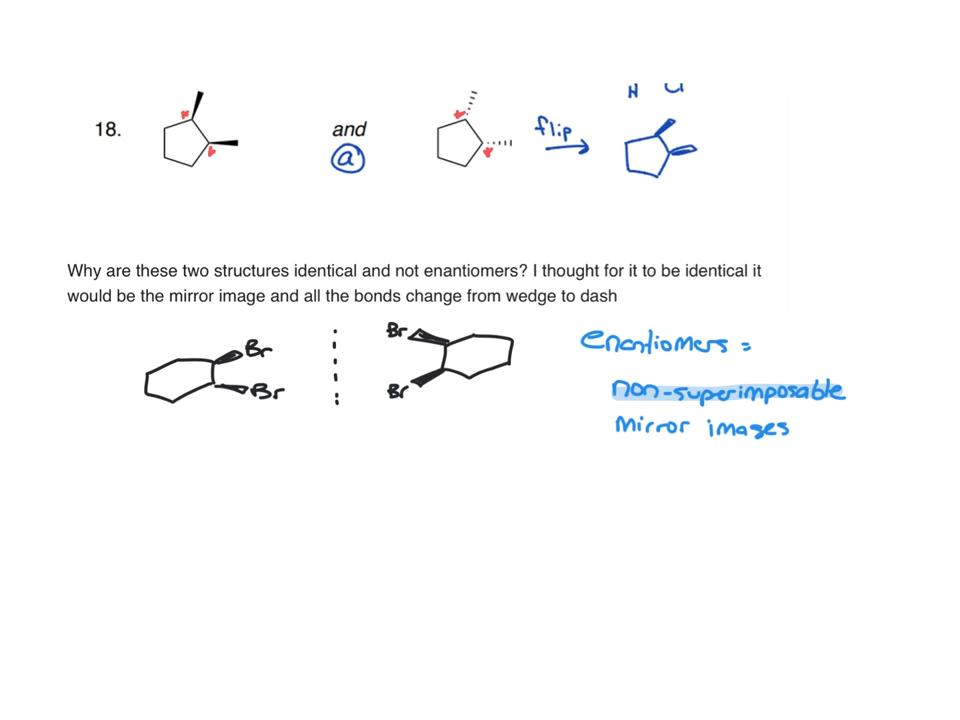 H Cl
18.
and
flip
a
Why are these two structures identical and not enantiomers? I thought for it to be identical it
would be the mirror image and all the bonds change from wedge to dash
Br
Br
Br
Br
Enantiomers =
non-superimposable
Mirror images